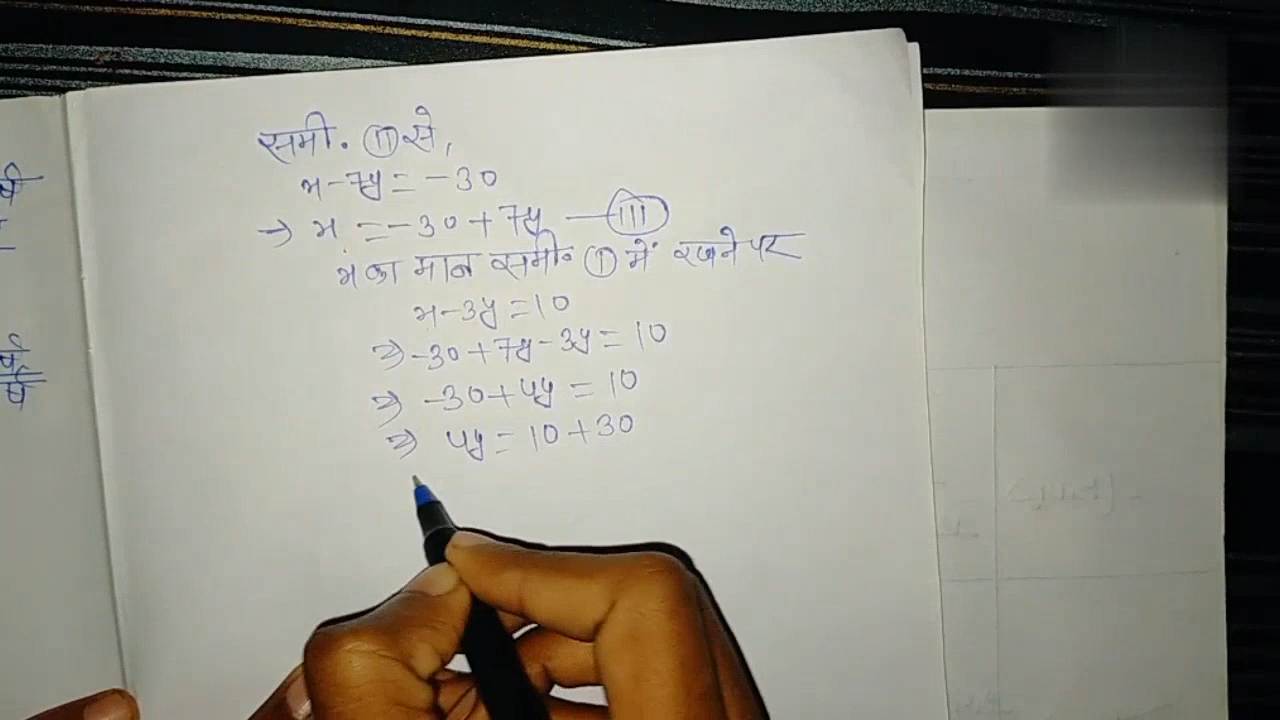 समी. (II) से,
x - 7y = -30
→ x = -30 + 7y —(III)
x का मान समी० (I) में रखने पर
x - 3y = 10
⇒ -30 + 7y - 3y = 10
⇒ -30 + 4y = 10
⇒ 4y = 10 + 30